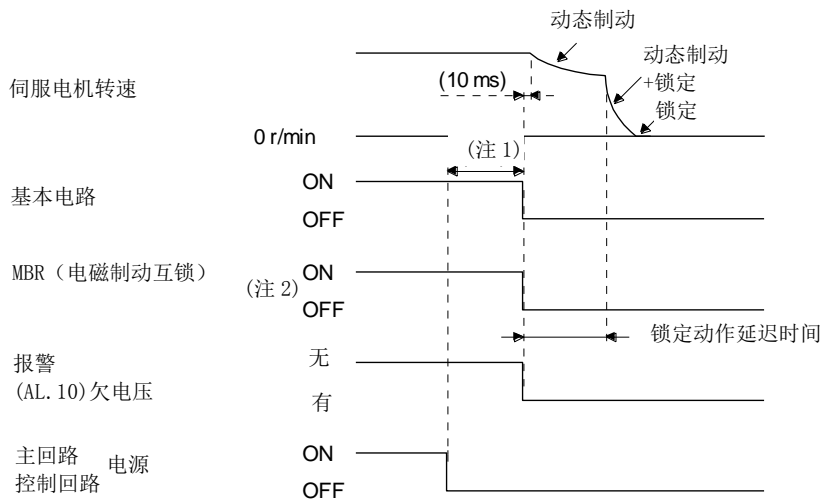 动态制动
动态制动
+锁定
锁定
伺服电机转速
(10 ms)
0 r/min
(注 1)
基本电路
ON
OFF
MBR（电磁制动互锁）
(注 2)
ON
OFF
锁定动作延迟时间
报警
(AL.10)欠电压
无
有
主回路
控制回路
电源
ON
OFF